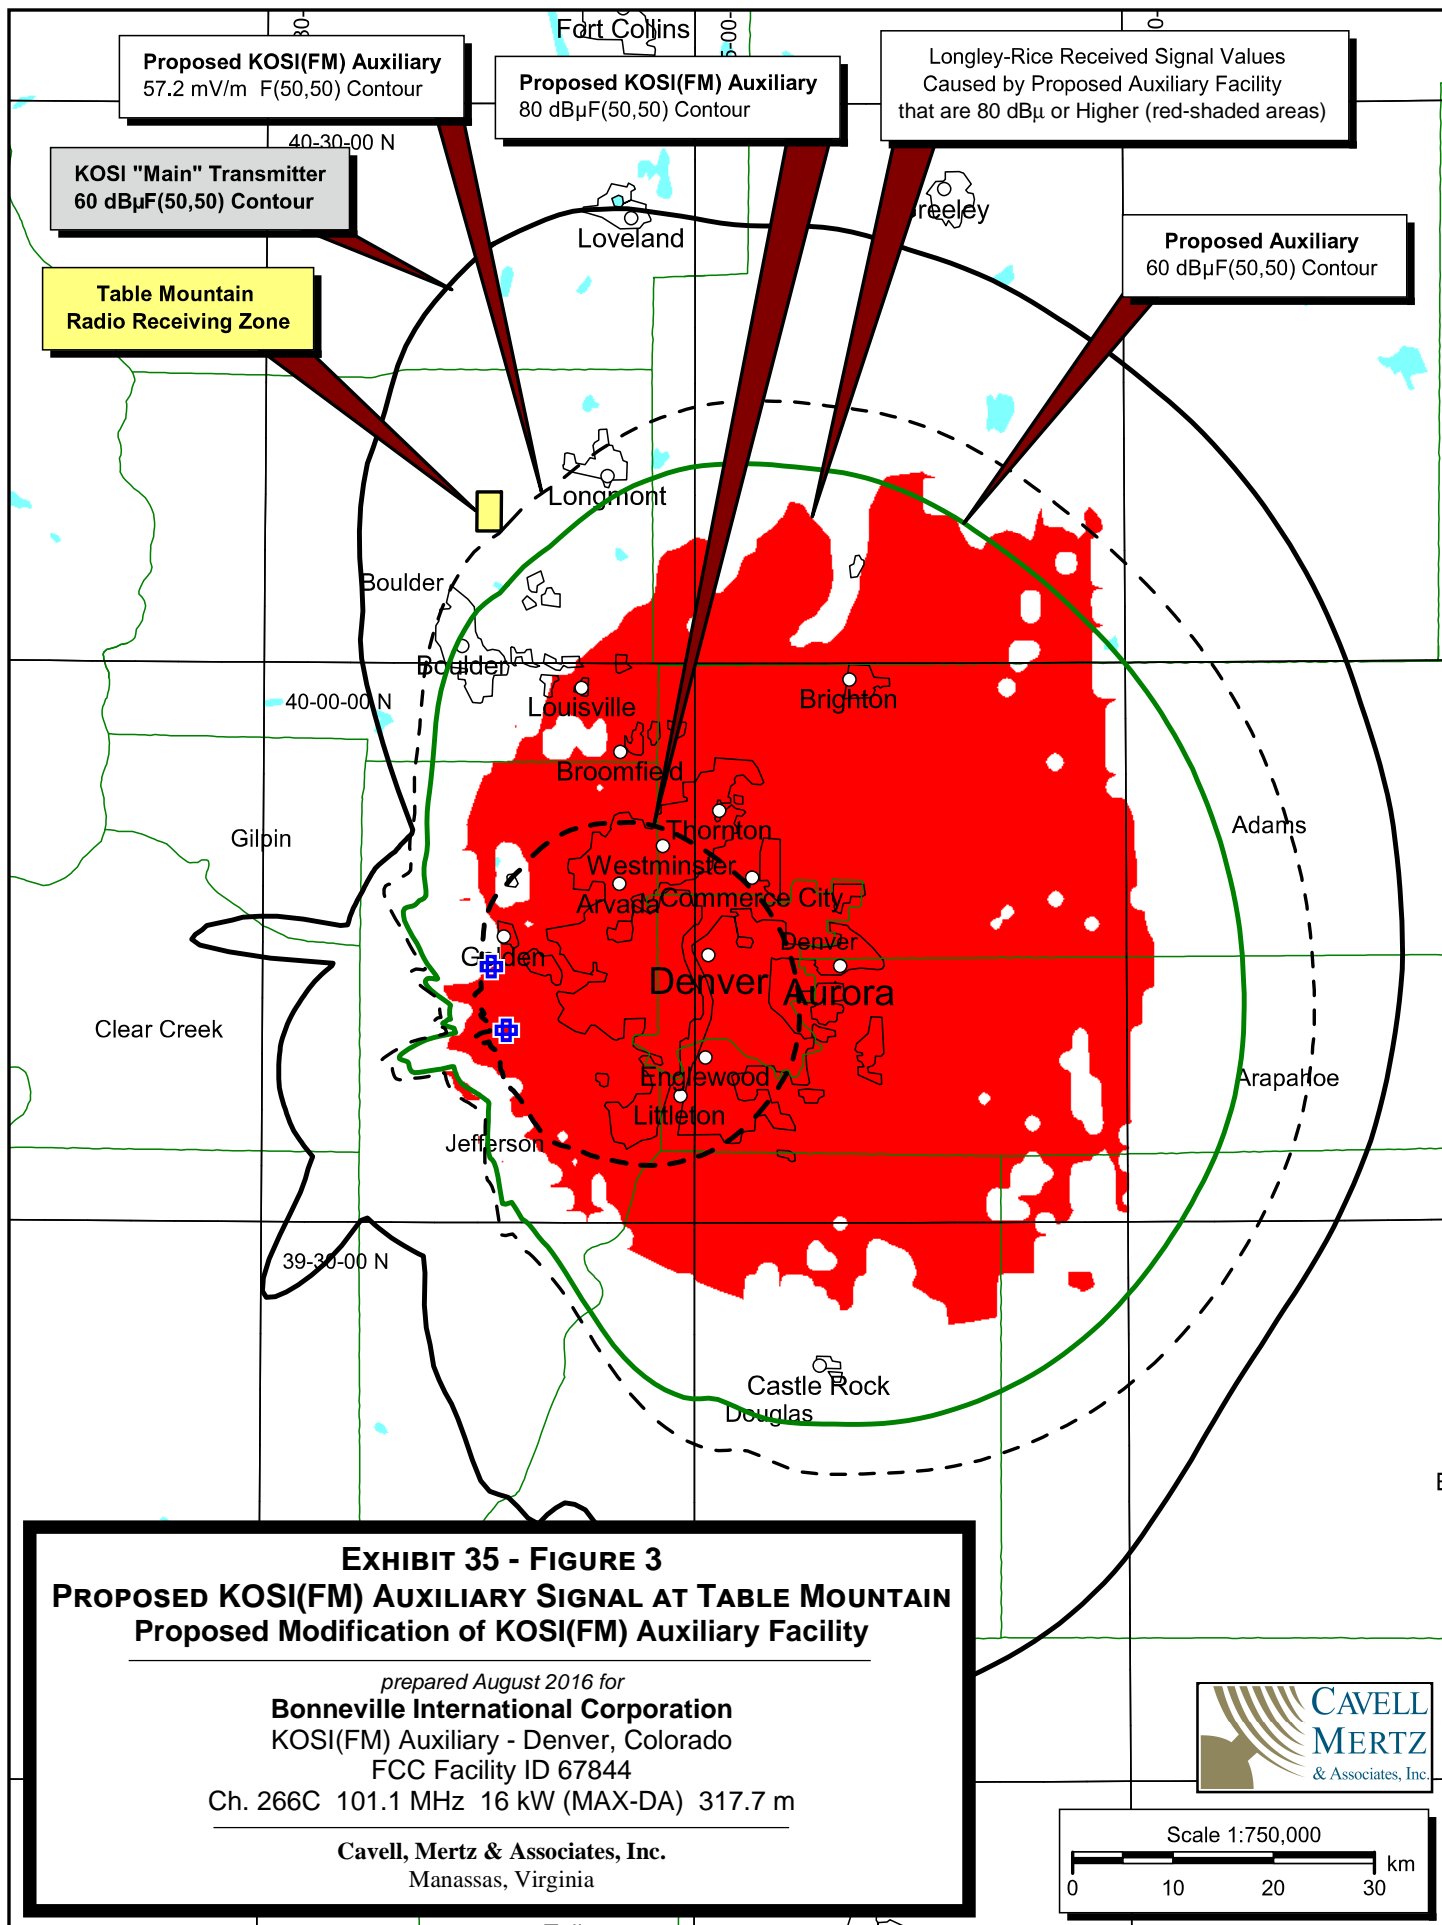 Fort Collins
Proposed KOSI(FM) Auxiliary
57.2 mV/m  F(50,50) Contour
Proposed KOSI(FM) Auxiliary
80 dBµF(50,50) Contour
Longley-Rice Received Signal Values
Caused by Proposed Auxiliary Facility
that are 80 dBµ or Higher (red-shaded areas)
40-30-00 N
KOSI "Main" Transmitter
60 dBµF(50,50) Contour
Loveland
Greeley
Proposed Auxiliary
60 dBµF(50,50) Contour
Table Mountain
Radio Receiving Zone
Longmont
Boulder
Boulder
40-00-00 N
Louisville
Brighton
Broomfield
Gilpin
Thornton
Adams
Westminster
Arvada
Commerce City
Golden
Denver
Denver
Aurora
Clear Creek
Englewood
Arapahoe
Littleton
Jefferson
39-30-00 N
Castle Rock
Douglas
EXHIBIT 35 - FIGURE 3
PROPOSED KOSI(FM) AUXILIARY SIGNAL AT TABLE MOUNTAIN
Proposed Modification of KOSI(FM) Auxiliary Facility
prepared August 2016 for
Bonneville International Corporation
KOSI(FM) Auxiliary - Denver, Colorado
FCC Facility ID 67844
Ch. 266C  101.1 MHz  16 kW (MAX-DA)  317.7 m
Cavell, Mertz & Associates, Inc.
Manassas, Virginia
CAVELL
MERTZ
& Associates, Inc.
Scale 1:750,000
km
0 10 20 30